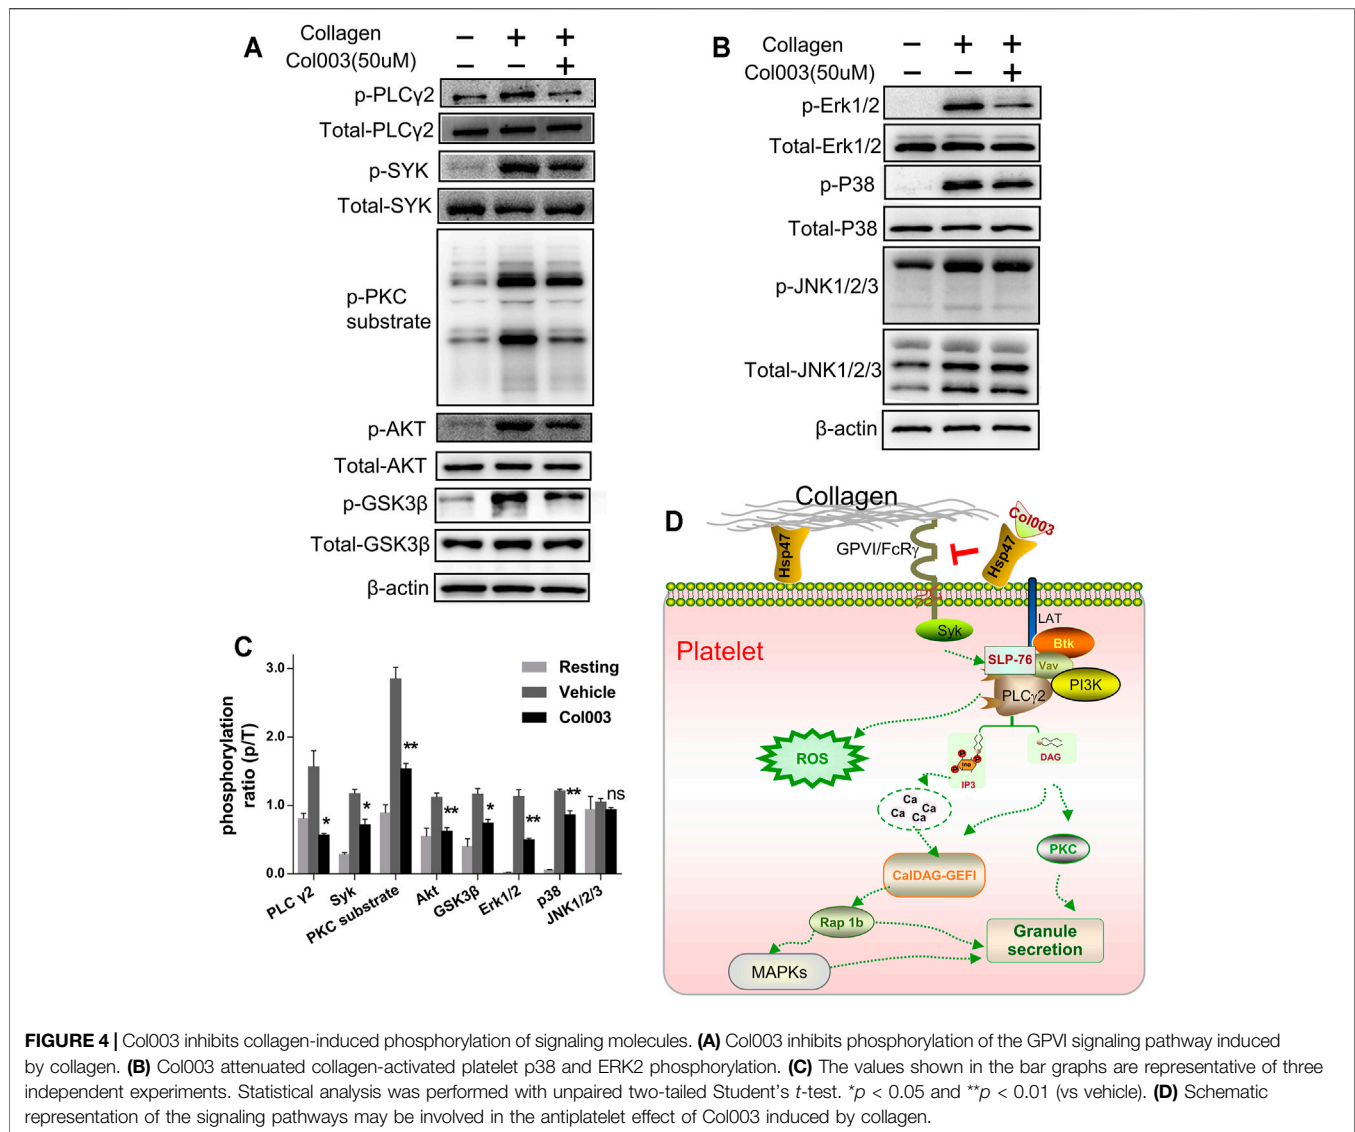 A
Collagen − + +
Col003(50uM) − − +
p-PLCγ2
Total-PLCγ2
p-SYK
Total-SYK
p-PKC
substrate
p-AKT
Total-AKT
p-GSK3β
Total-GSK3β
β-actin
B
Collagen − + +
Col003(50uM) − − +
p-Erk1/2
Total-Erk1/2
p-P38
Total-P38
p-JNK1/2/3
Total-JNK1/2/3
β-actin
C
phosphorylation
ratio (p/T)
3.0
2.0
1.0
0.0
Resting
Vehicle
Col003
* * ** ** * ** ** ns
PLC γ2
Syk
PKC substrate
Akt
GSK3β
Erk1/2
p38
JNK1/2/3
D
Collagen
Hsp47
GPVI/FcRγ
Hsp47
Col003
Platelet
Syk
LAT
Btk
SLP-76
Vav
PLCγ2
PI3K
ROS
P
P
P
ino
IP3
DAG
Ca
Ca
Ca
Ca
PKC
CalDAG-GEFI
Rap 1b
Granule
secretion
MAPKs
FIGURE 4 | Col003 inhibits collagen-induced phosphorylation of signaling molecules. (A) Col003 inhibits phosphorylation of the GPVI signaling pathway induced
by collagen. (B) Col003 attenuated collagen-activated platelet p38 and ERK2 phosphorylation. (C) The values shown in the bar graphs are representative of three
independent experiments. Statistical analysis was performed with unpaired two-tailed Student's t-test. *p < 0.05 and **p < 0.01 (vs vehicle). (D) Schematic
representation of the signaling pathways may be involved in the antiplatelet effect of Col003 induced by collagen.